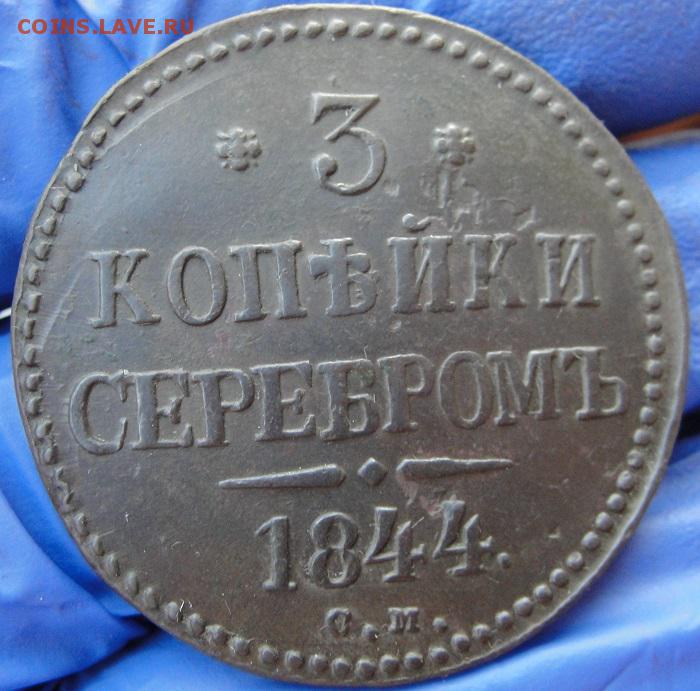 COINS.LAVE.RU
3
КОПѢЙКИ
СЕРЕБРОМЪ
1844.
С.М.